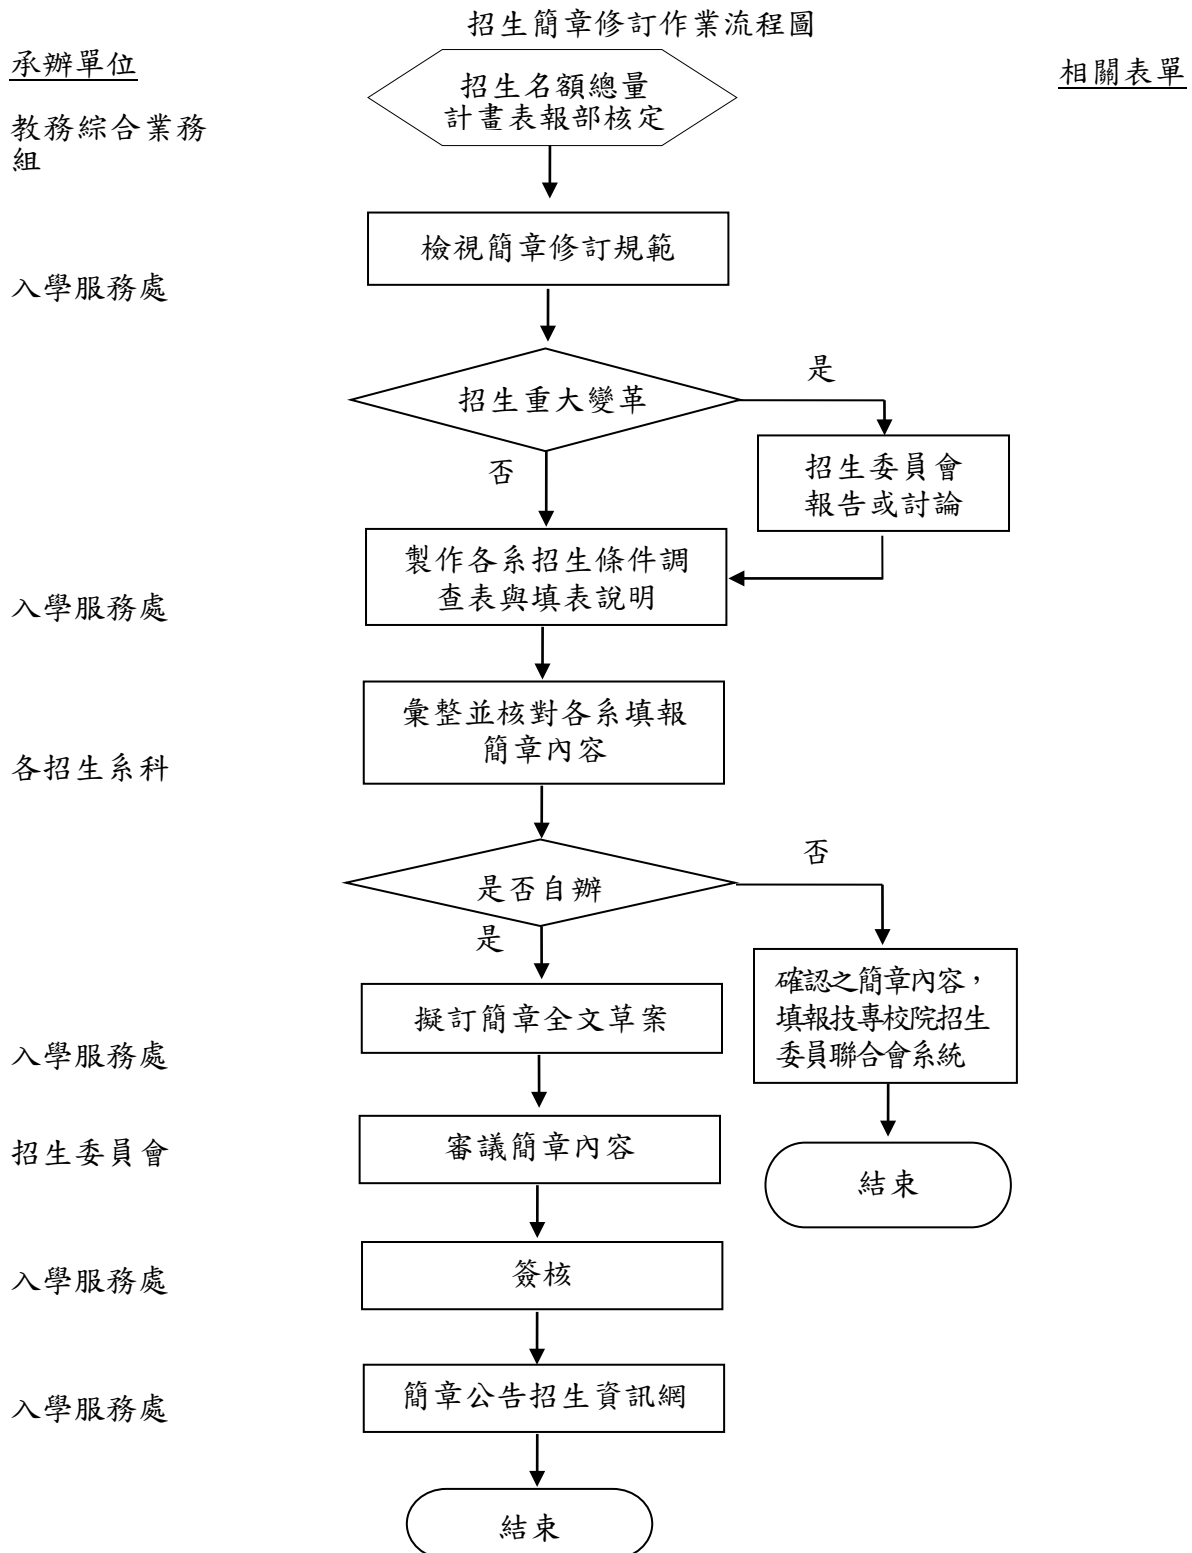 招生簡章修訂作業流程圖
承辦單位
相關表單
招生名額總量
計畫表報部核定
教務綜合業務
組
檢視簡章修訂規範
入學服務處
招生重大變革
是
否
招生委員會
報告或討論
製作各系招生條件調
查表與填表說明
入學服務處
彙整並核對各系填報
簡章內容
各招生系科
是否自辦
否
是
確認之簡章內容，
填報技專校院招生
委員聯合會系統
擬訂簡章全文草案
入學服務處
審議簡章內容
招生委員會
結束
簽核
入學服務處
簡章公告招生資訊網
入學服務處
結束